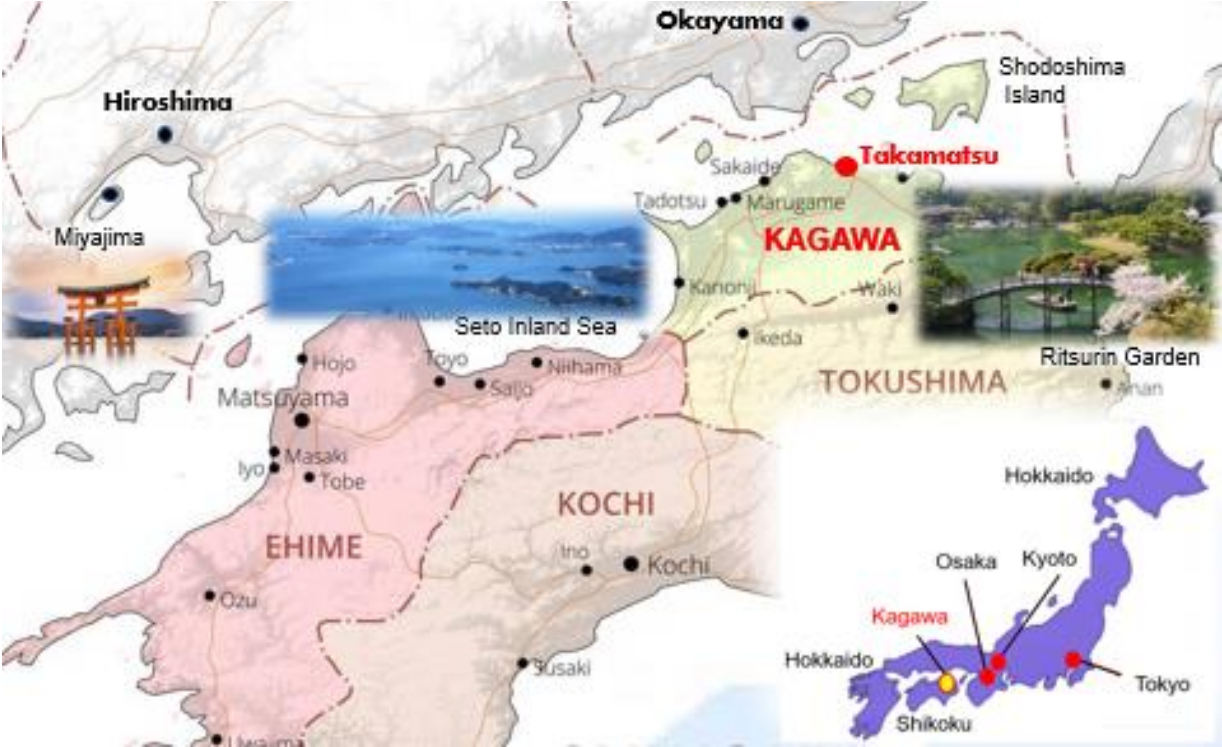 Okayama
Shodoshima
Island
Hiroshima
Takamatsu
Sakaide
Tadotsu
Marugame
Miyajima
KAGAWA
Kanonji
Waki
Seto Inland Sea
Ikeda
Ritsurin Garden
Hojo
Toyo
Niihama
Saijo
TOKUSHIMA
Anan
Matsuyama
Masaki
Iyo
Tobe
KOCHI
EHIME
Ino
Kochi
Ozu
Susaki
Uwajima
Hokkaido
Osaka
Kyoto
Kagawa
Hokkaido
Tokyo
Shikoku